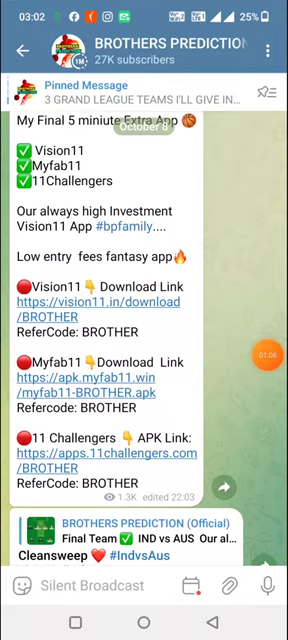 03:02
25%
BROTHERS PREDICTION
27K subscribers
Pinned Message
3 GRAND LEAGUE TEAMS I'LL GIVE IN...
My Final 5 miniute Extra App 🏀
October 8
✅ Vision11
✅Myfab11
✅11Challengers
Our always high Investment
Vision11 App #bpfamily....
Low entry  fees fantasy app🔥
🔴Vision11 👇 Download Link
https://vision11.in/download
/BROTHER
ReferCode: BROTHER
🔴Myfab11 👇Download  Link
https://apk.myfab11.win
/myfab11-BROTHER.apk
Refercode: BROTHER
🔴11 Challengers 👇 APK Link:
https://apps.11challengers.com
/BROTHER
ReferCode: BROTHER
1.3K edited 22:03
01:06
BROTHERS PREDICTION (Official)
Final Team ✅ IND vs AUS  Our al...
Cleansweep ❤️ #IndvsAus
Silent Broadcast